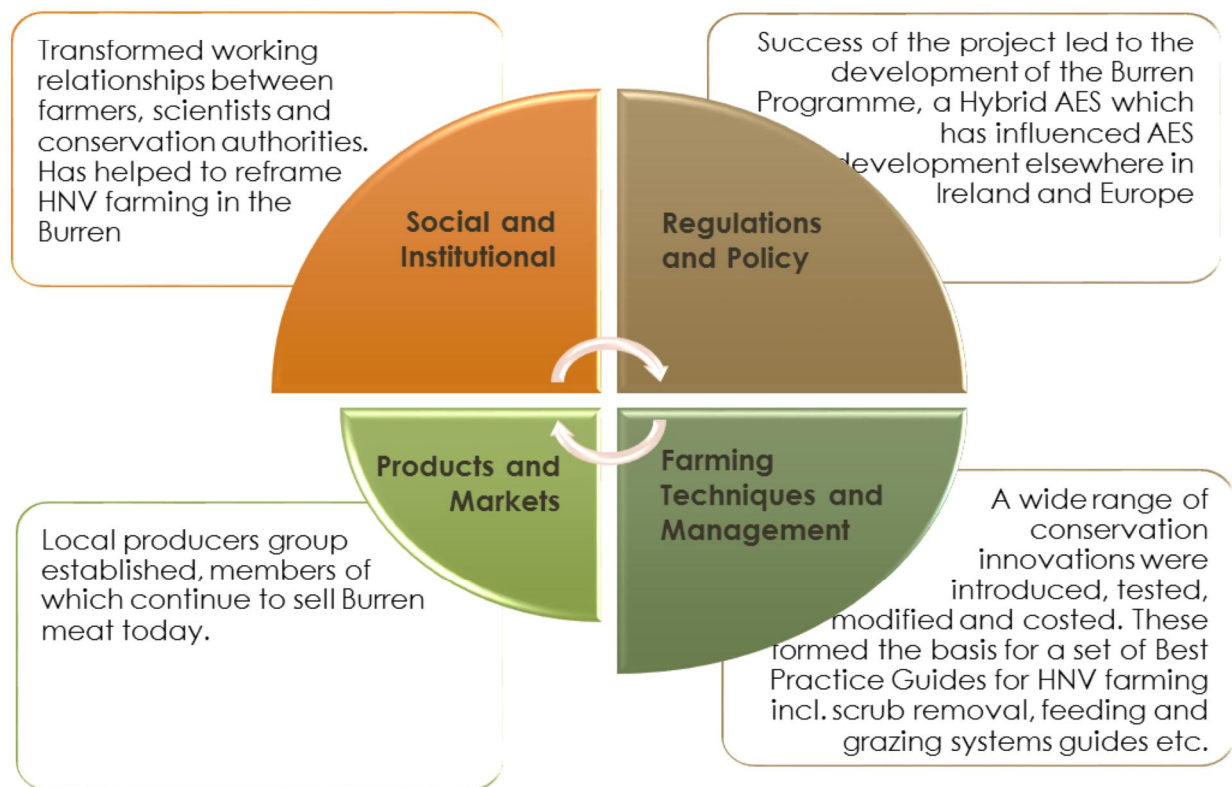 Transformed working
relationships between
farmers, scientists and
conservation authorities.
Has helped to reframe
HNV farming in the
Burren
Success of the project led to the
development of the Burren
Programme, a Hybrid AES which
has influenced AES
development elsewhere in
Ireland and Europe
Social and
Institutional
Regulations
and Policy
Products and
Markets
Farming
Techniques and
Management
Local producers group
established, members of
which continue to sell Burren
meat today.
A wide range of
conservation
innovations were
introduced, tested,
modified and costed. These
formed the basis for a set of Best
Practice Guides for HNV farming
incl. scrub removal, feeding and
grazing systems guides etc.